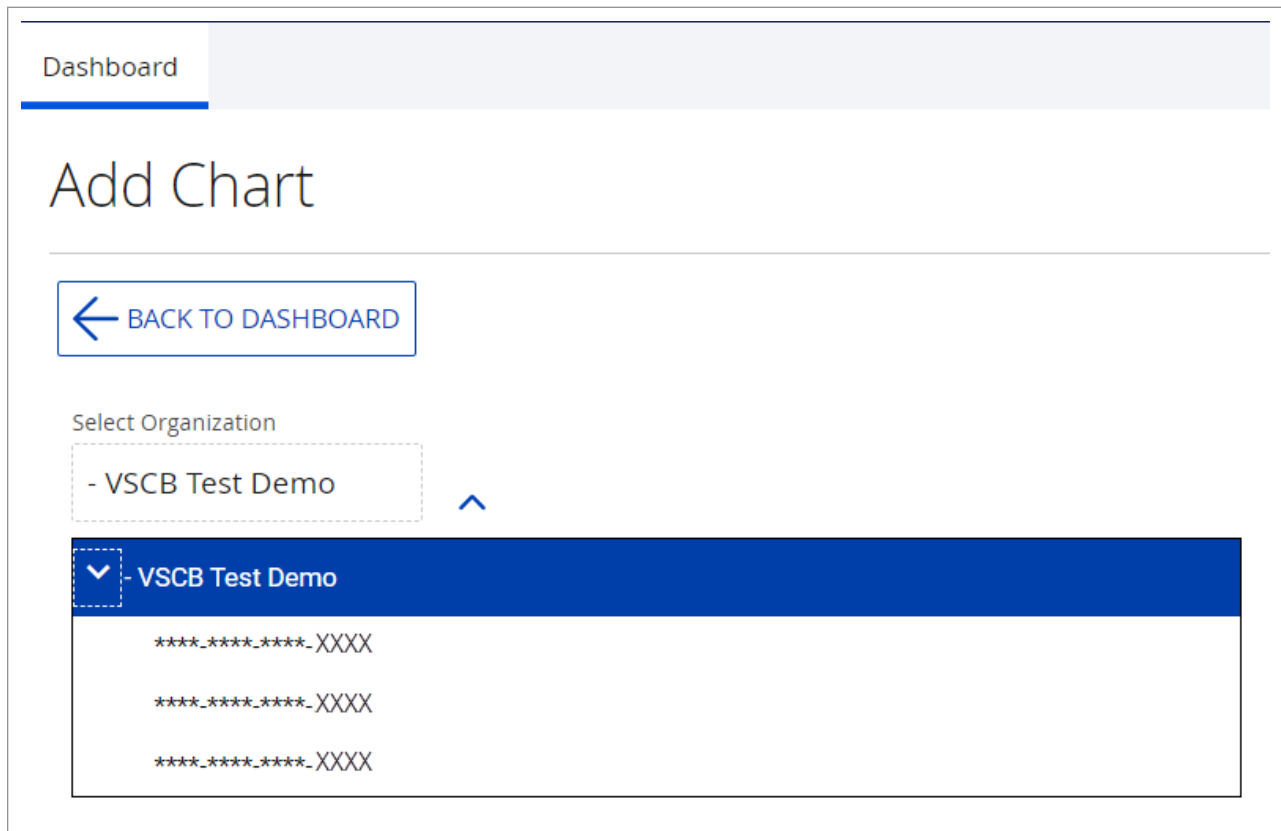 Dashboard
Add Chart
BACK TO DASHBOARD
Select Organization
- VSCB Test Demo
- VSCB Test Demo
****-****-****-XXXX
****-****-****-XXXX
****-****-****-XXXX